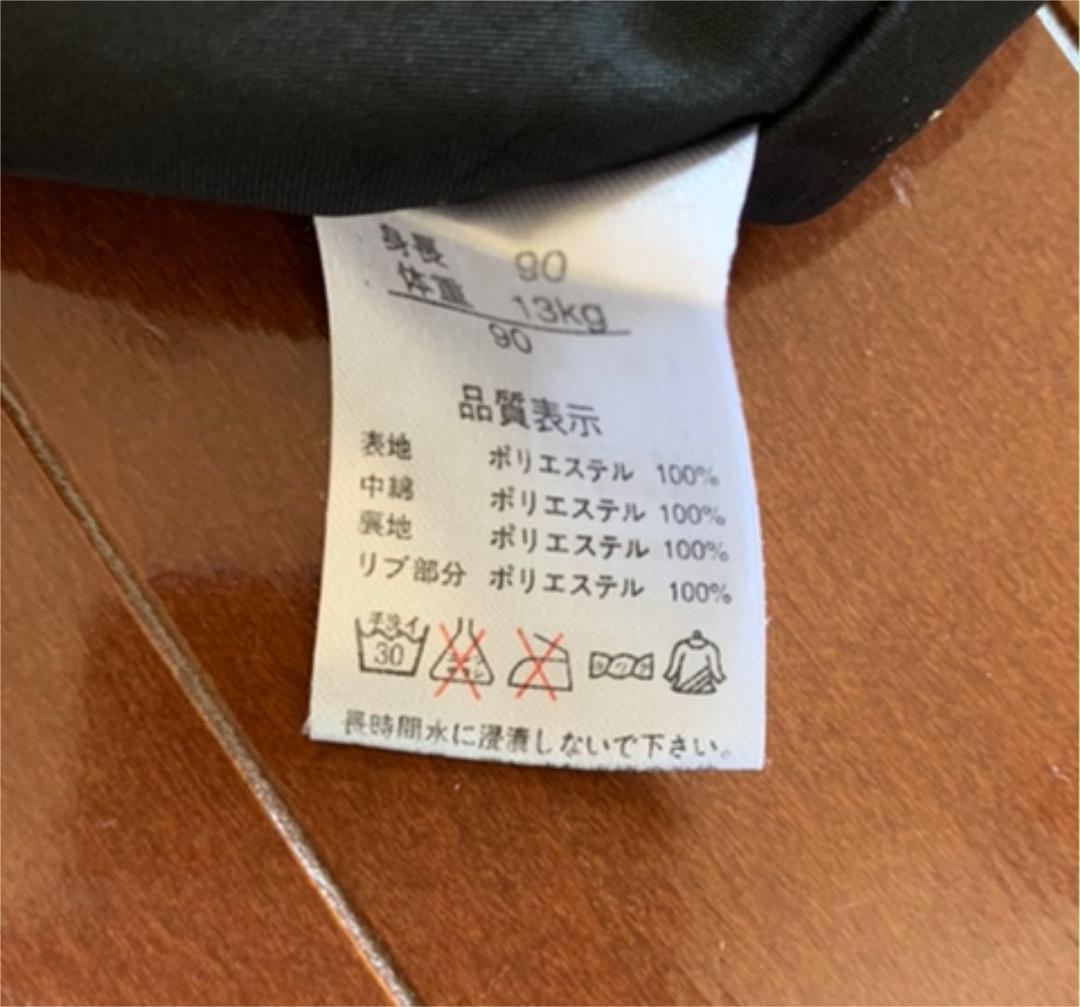 身長 90
体重 13kg
90
品質表示
表地 ポリエステル 100%
中綿 ポリエステル 100%
裏地 ポリエステル 100%
リブ部分 ポリエステル 100%
手洗イ
30
長時間水に浸漬しないで下さい。